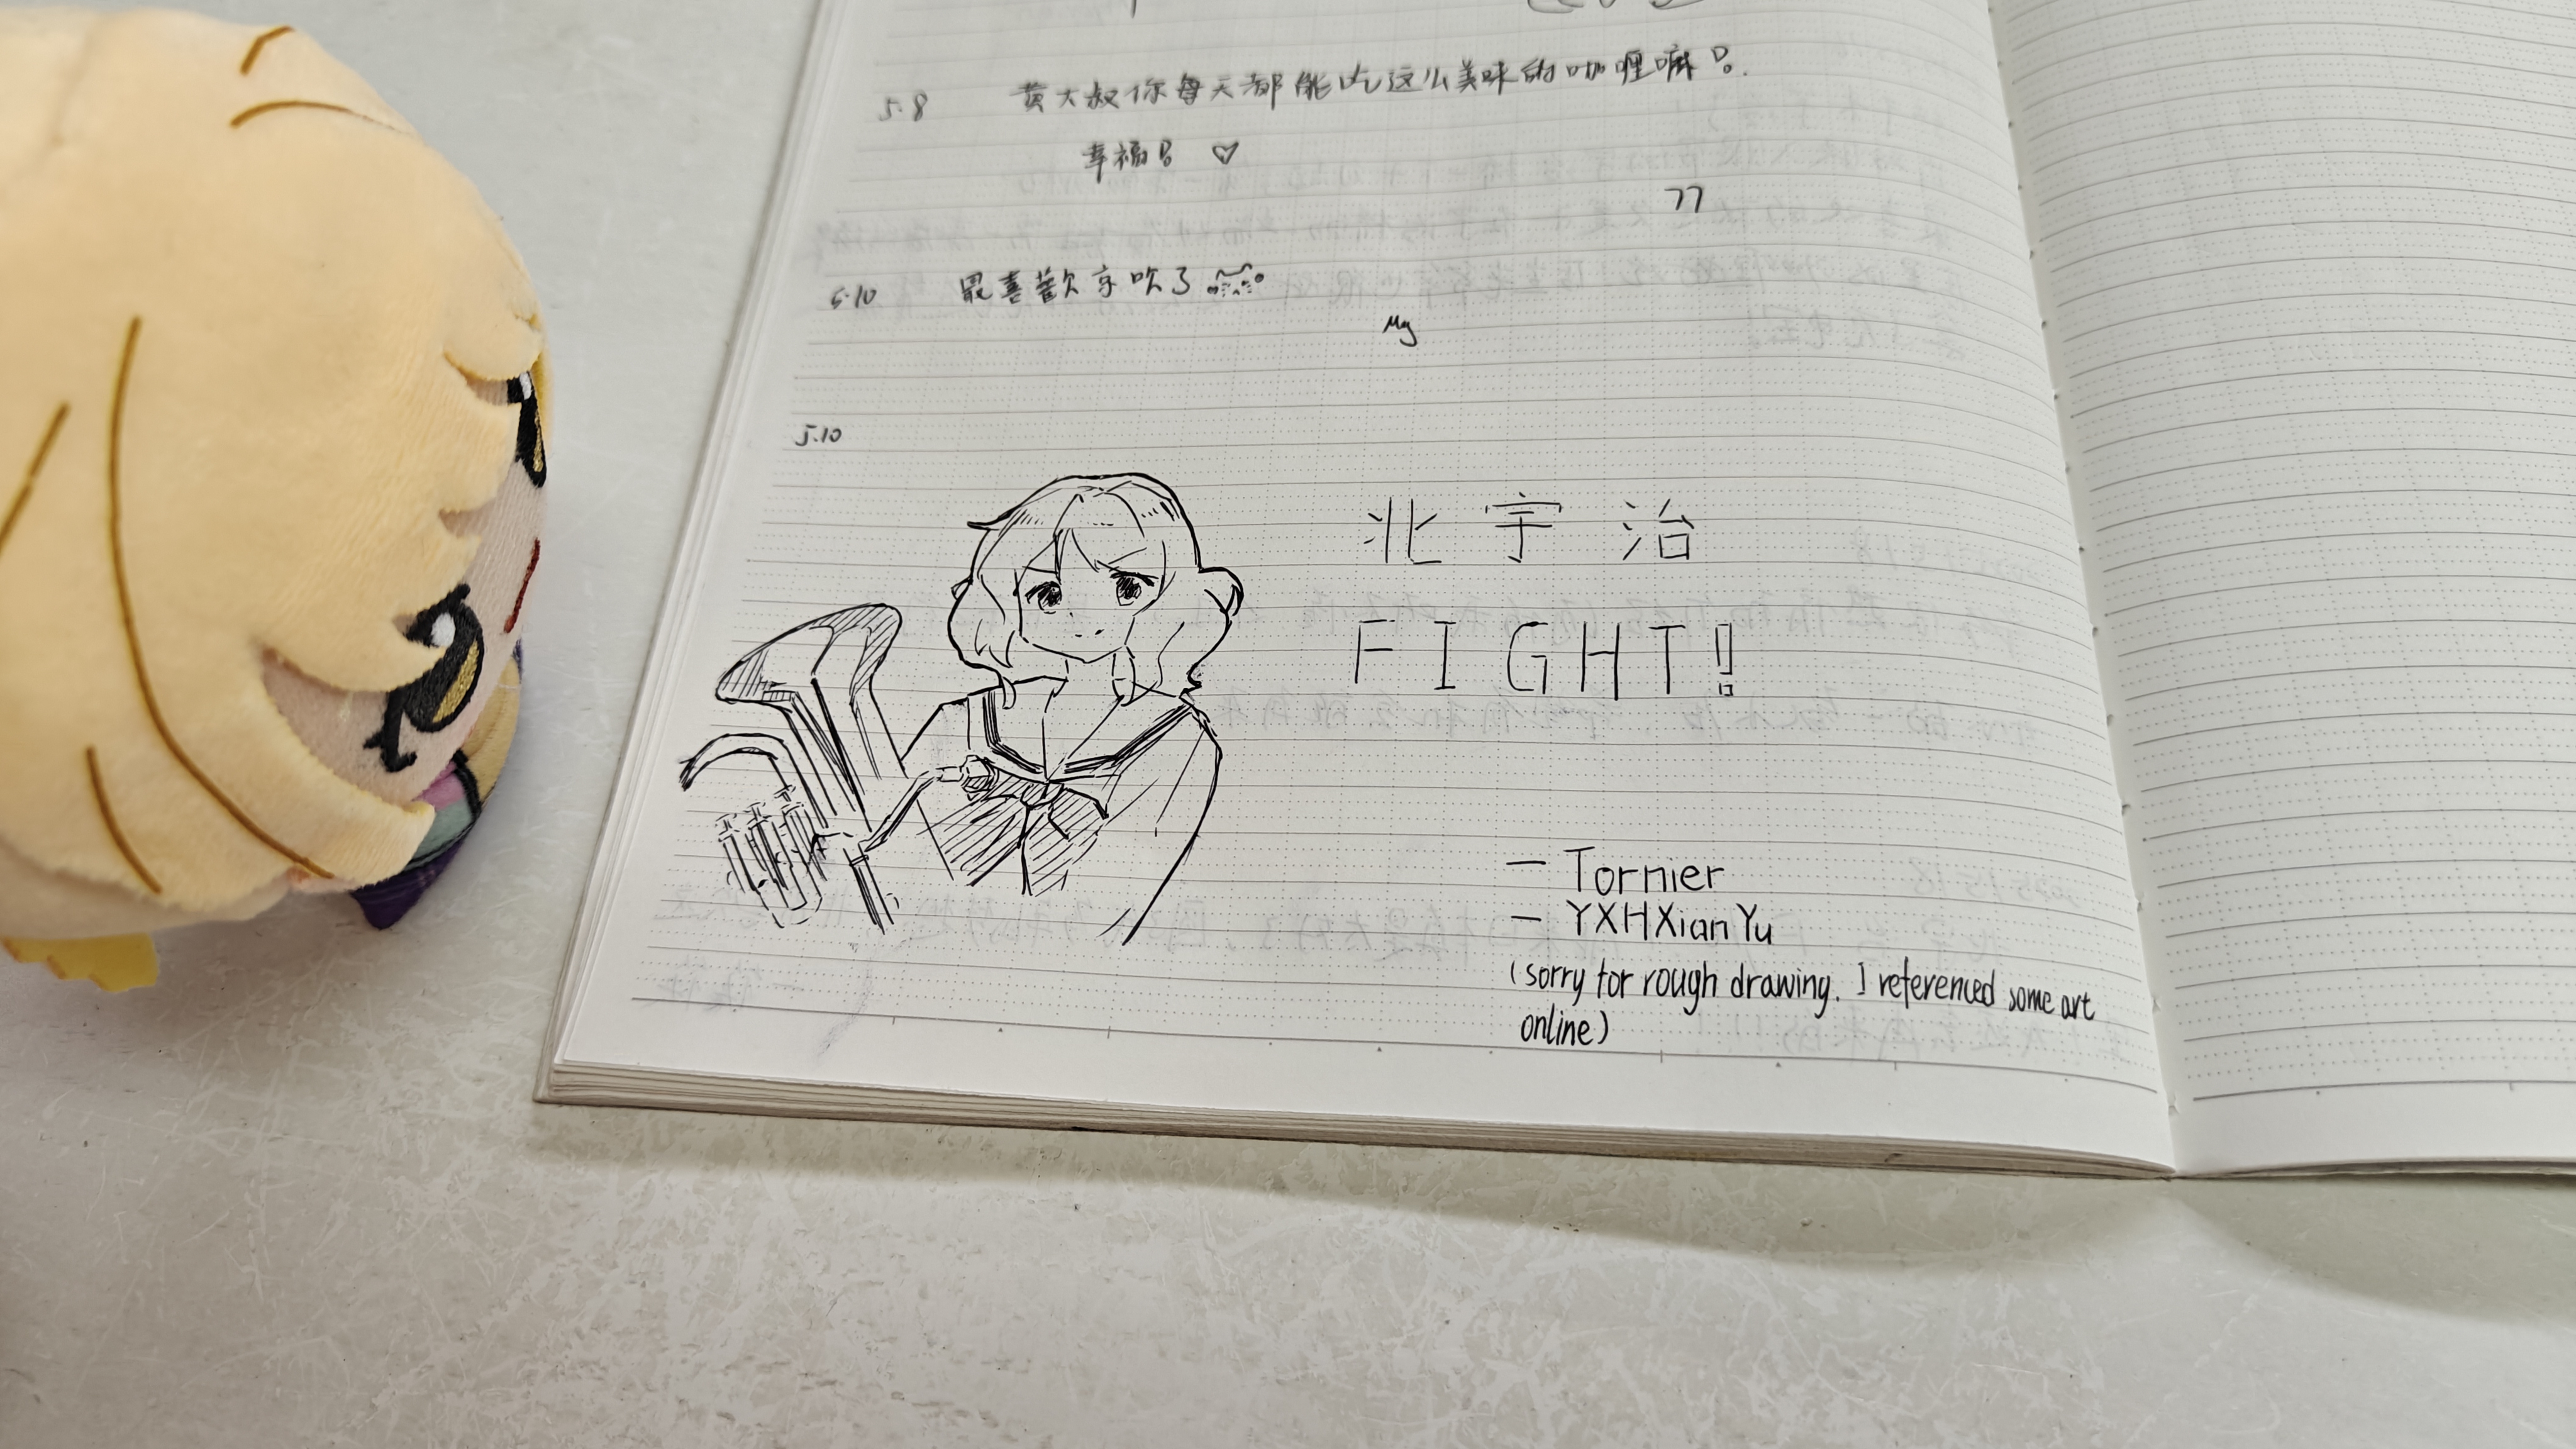 5.8 黄大叔你每天都能吃这么美味的咖喱嘛?
幸福吗 ♡
77
5.10 最喜歡京吹了
My
5.10
北宇治
FIGHT!
— Tornier
— YXHXianYu
(sorry for rough drawing. I referenced some art
online)